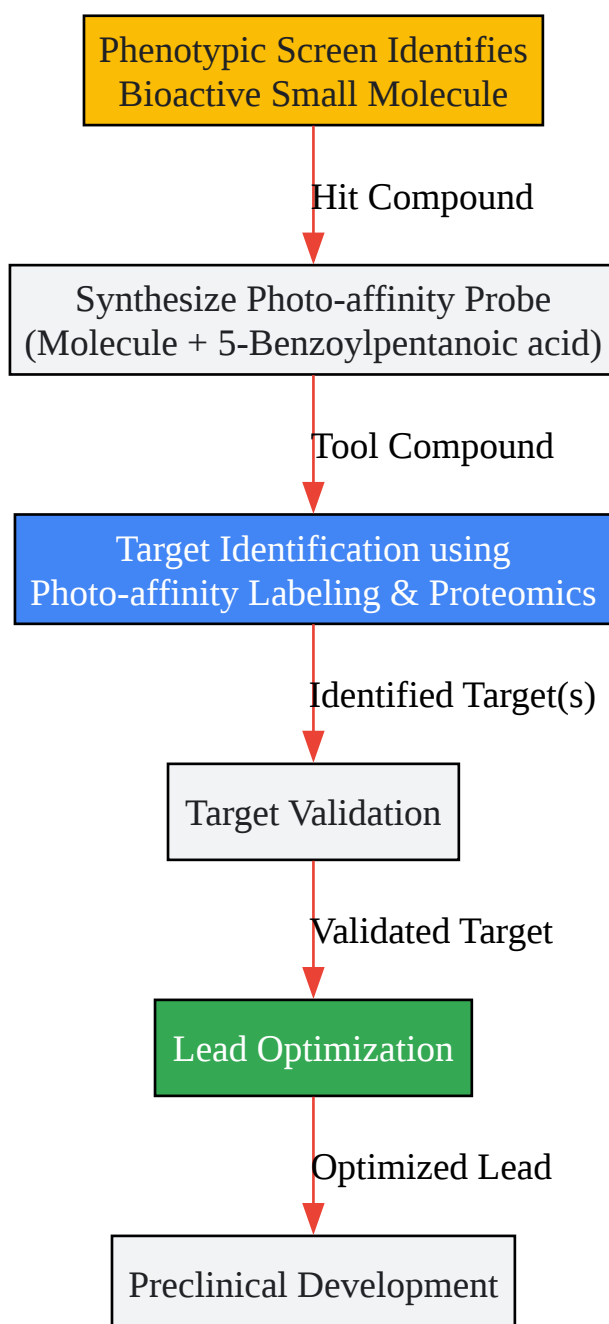 Phenotypic Screen Identifies
Bioactive Small Molecule
Hit Compound
Synthesize Photo-affinity Probe
(Molecule + 5-Benzoylpentanoic acid)
Tool Compound
Target Identification using
Photo-affinity Labeling & Proteomics
Identified Target(s)
Target Validation
Validated Target
Lead Optimization
Optimized Lead
Preclinical Development